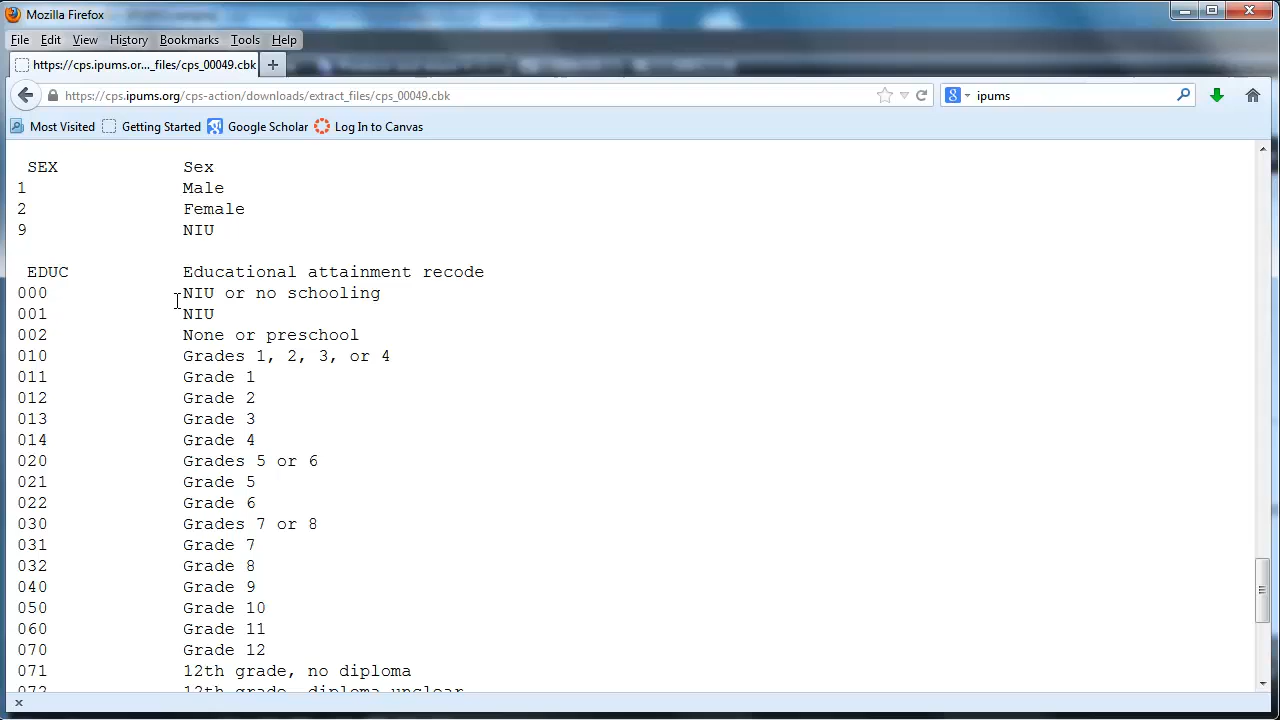 Mozilla Firefox
File Edit View History Bookmarks Tools Help
https://cps.ipums.or..._files/cps_00049.cbk
https://cps.ipums.org/cps-action/downloads/extract_files/cps_00049.cbk
ipums
Most Visited Getting Started Google Scholar Log In to Canvas
SEX Sex
1 Male
2 Female
9 NIU
EDUC Educational attainment recode
000 NIU or no schooling
001 NIU
002 None or preschool
010 Grades 1, 2, 3, or 4
011 Grade 1
012 Grade 2
013 Grade 3
014 Grade 4
020 Grades 5 or 6
021 Grade 5
022 Grade 6
030 Grades 7 or 8
031 Grade 7
032 Grade 8
040 Grade 9
050 Grade 10
060 Grade 11
070 Grade 12
071 12th grade, no diploma
072 12th grade, diploma unclear